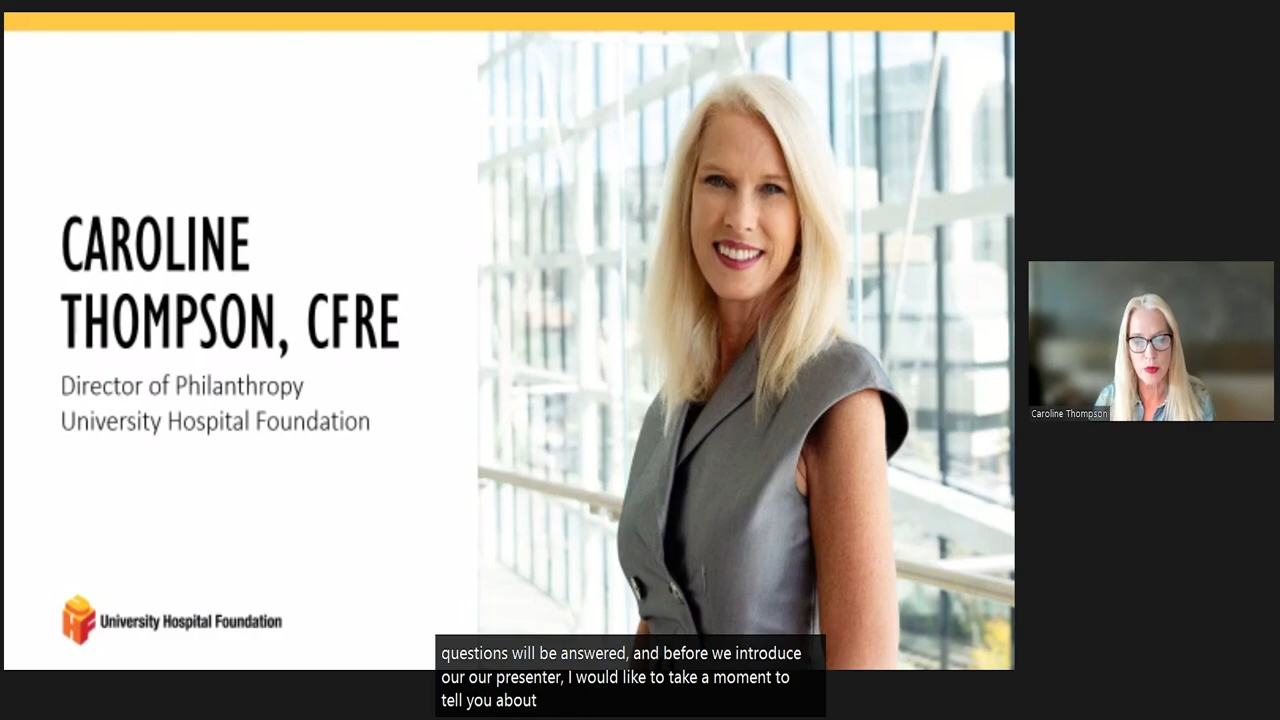 CAROLINE
THOMPSON, CFRE
Director of Philanthropy
University Hospital Foundation
UHF
University Hospital Foundation
Caroline Thompson
questions will be answered, and before we introduce
our our presenter, I would like to take a moment to
tell you about